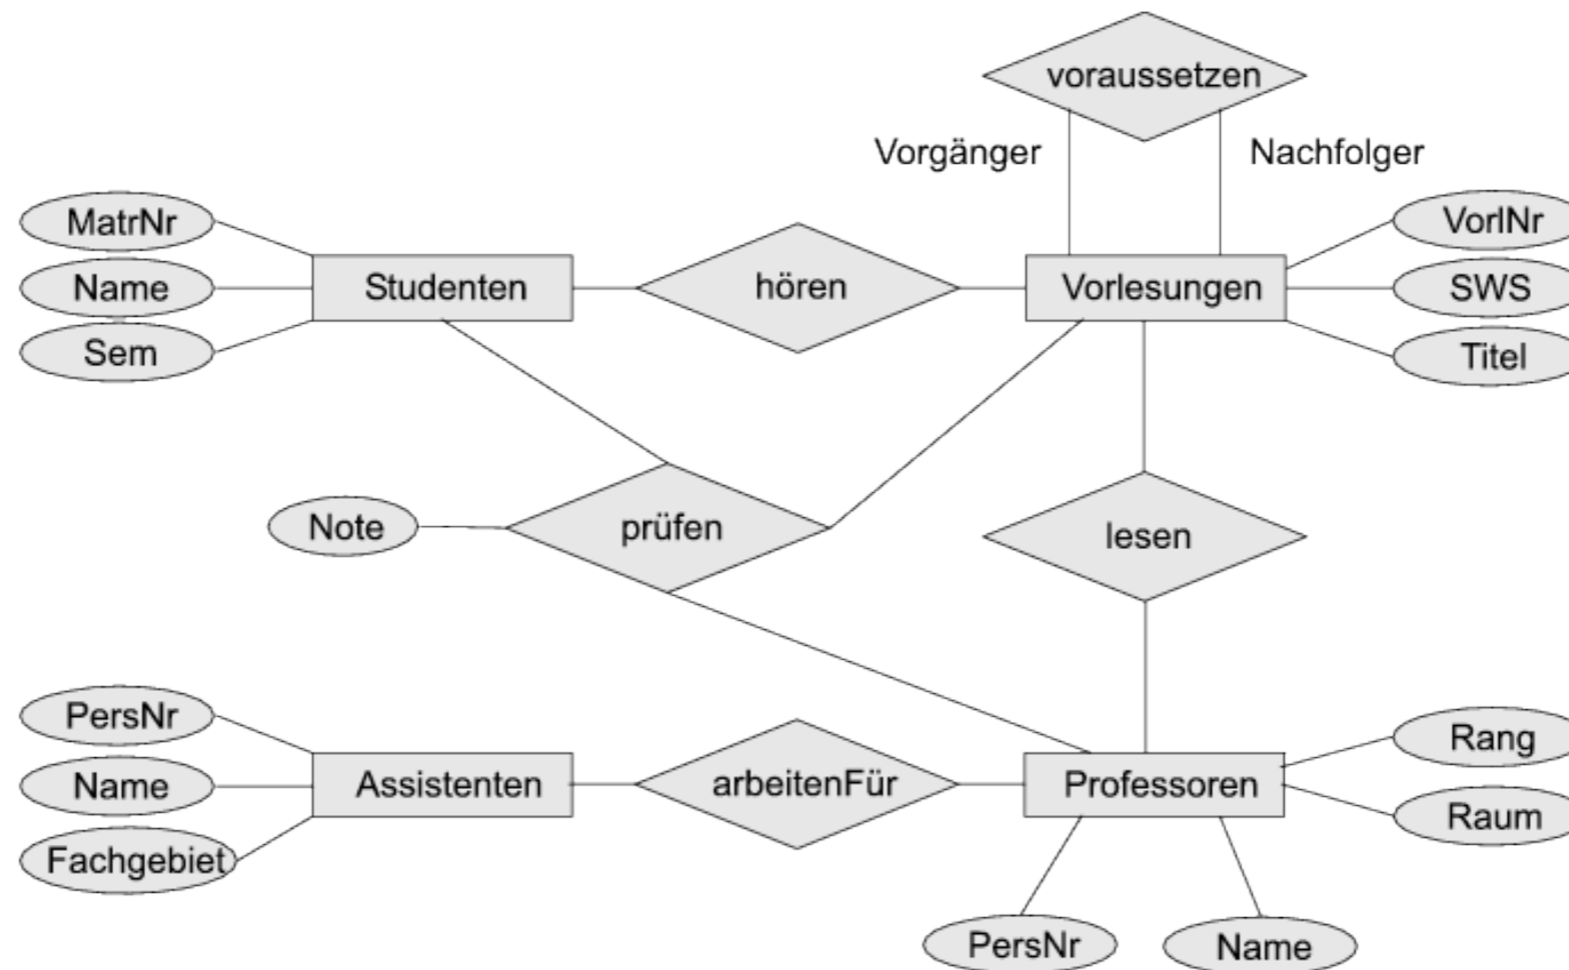 voraussetzen
Vorgänger
Nachfolger
MatrNr
Name
Sem
Studenten
hören
Vorlesungen
VorlNr
SWS
Titel
Note
prüfen
lesen
PersNr
Name
Fachgebiet
Assistenten
arbeitenFür
Professoren
Rang
Raum
PersNr
Name